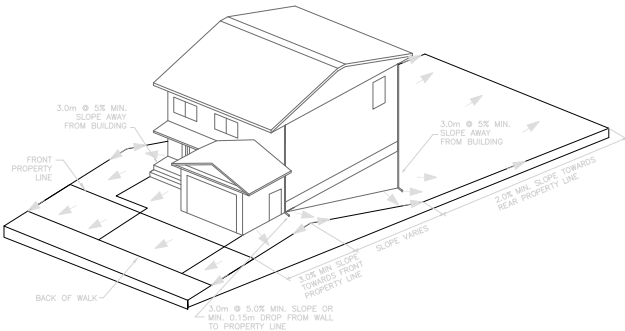 3.0m @ 5% MIN.
SLOPE AWAY
FROM BUILDING
FRONT
PROPERTY
LINE
3.0m @ 5% MIN.
SLOPE AWAY
FROM BUILDING
2.0% MIN. SLOPE TOWARDS
REAR PROPERTY LINE
SLOPE VARIES
3.0% MIN SLOPE
TOWARDS FRONT
PROPERTY LINE
BACK OF WALK
3.0m @ 5.0% MIN. SLOPE OR
MIN. 0.15m DROP FROM WALL
TO PROPERTY LINE